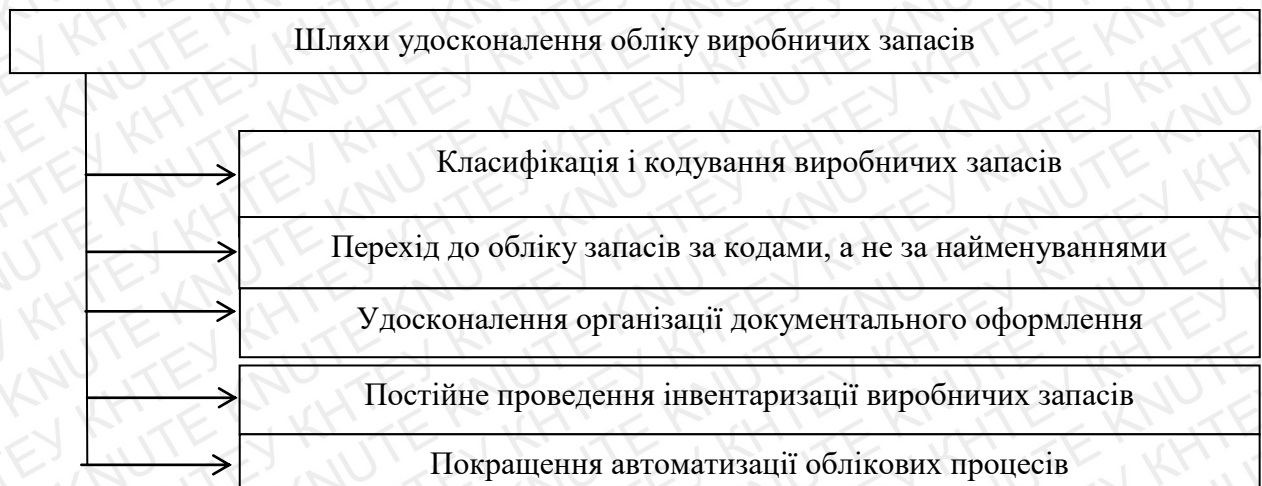 Шляхи удосконалення обліку виробничих запасів
Класифікація і кодування виробничих запасів
Перехід до обліку запасів за кодами, а не за найменуваннями
Удосконалення організації документального оформлення
Постійне проведення інвентаризації виробничих запасів
Покращення автоматизації облікових процесів